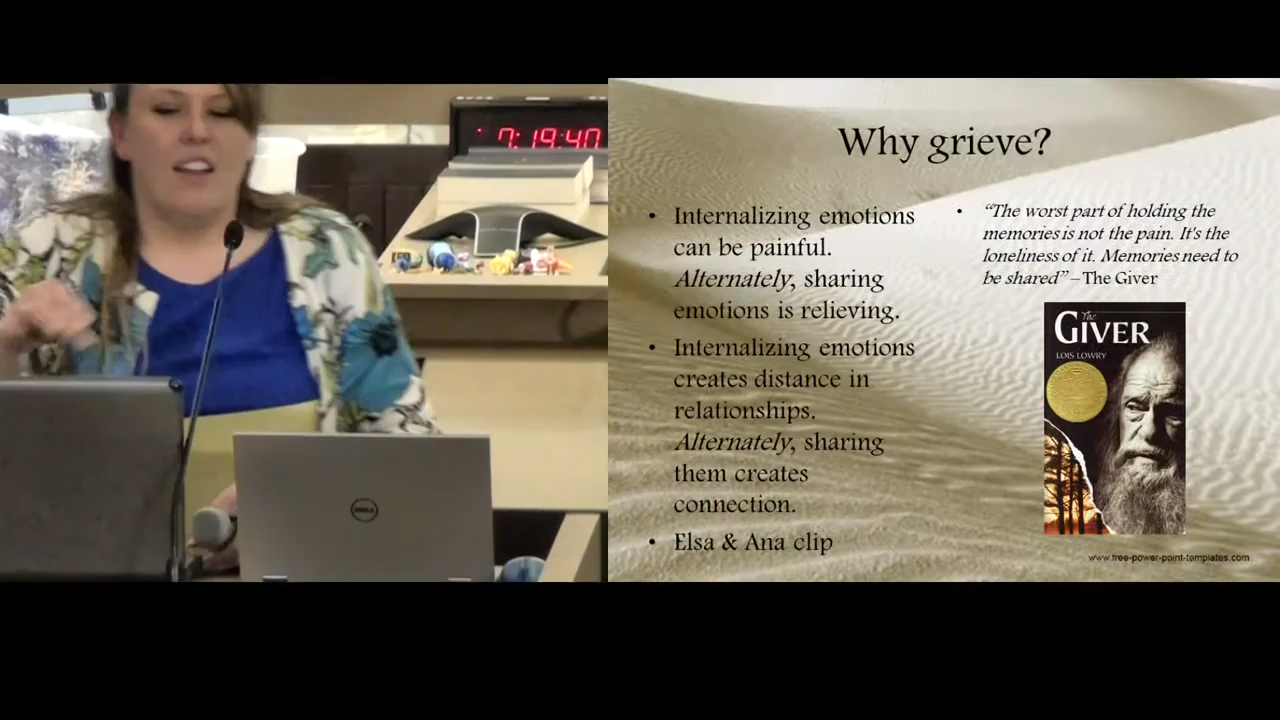 7:19:40
DELL
Why grieve?
• Internalizing emotions
can be painful.
Alternately, sharing
emotions is relieving.
• Internalizing emotions
creates distance in
relationships.
Alternately, sharing
them creates
connection.
• Elsa & Ana clip
• “The worst part of holding the
memories is not the pain. It's the
loneliness of it. Memories need to
be shared” – The Giver
The
GIVER
LOIS LOWRY
www.free-power-point-templates.com